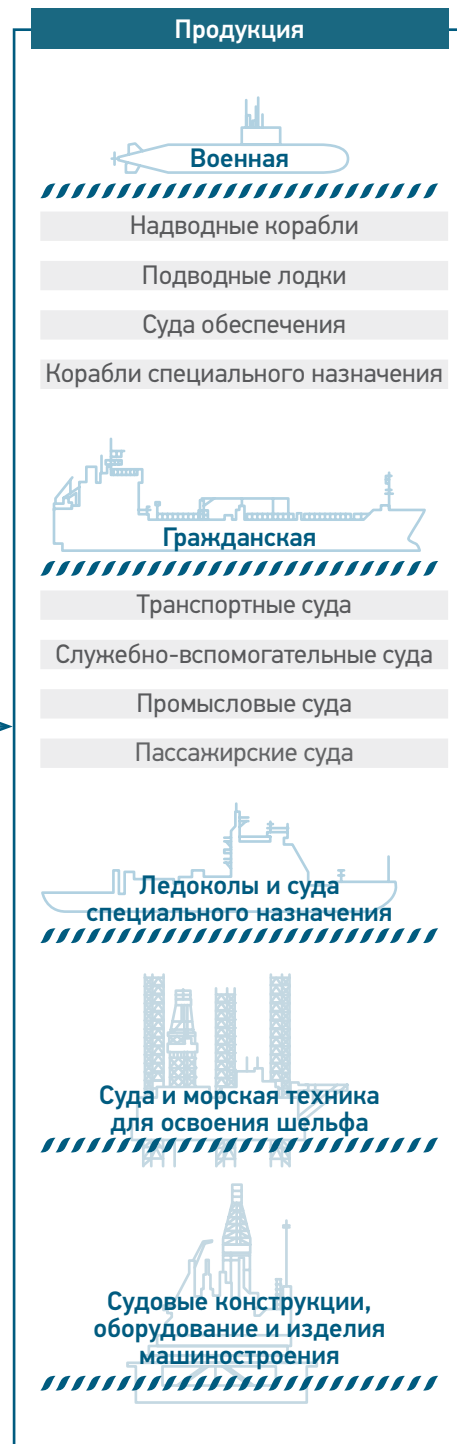 Продукция
Военная
Надводные корабли
Подводные лодки
Суда обеспечения
Корабли специального назначения
Гражданская
Транспортные суда
Служебно-вспомогательные суда
Промысловые суда
Пассажирские суда
Ледоколы и суда
специального назначения
Суда и морская техника
для освоения шельфа
Судовые конструкции,
оборудование и изделия
машиностроения